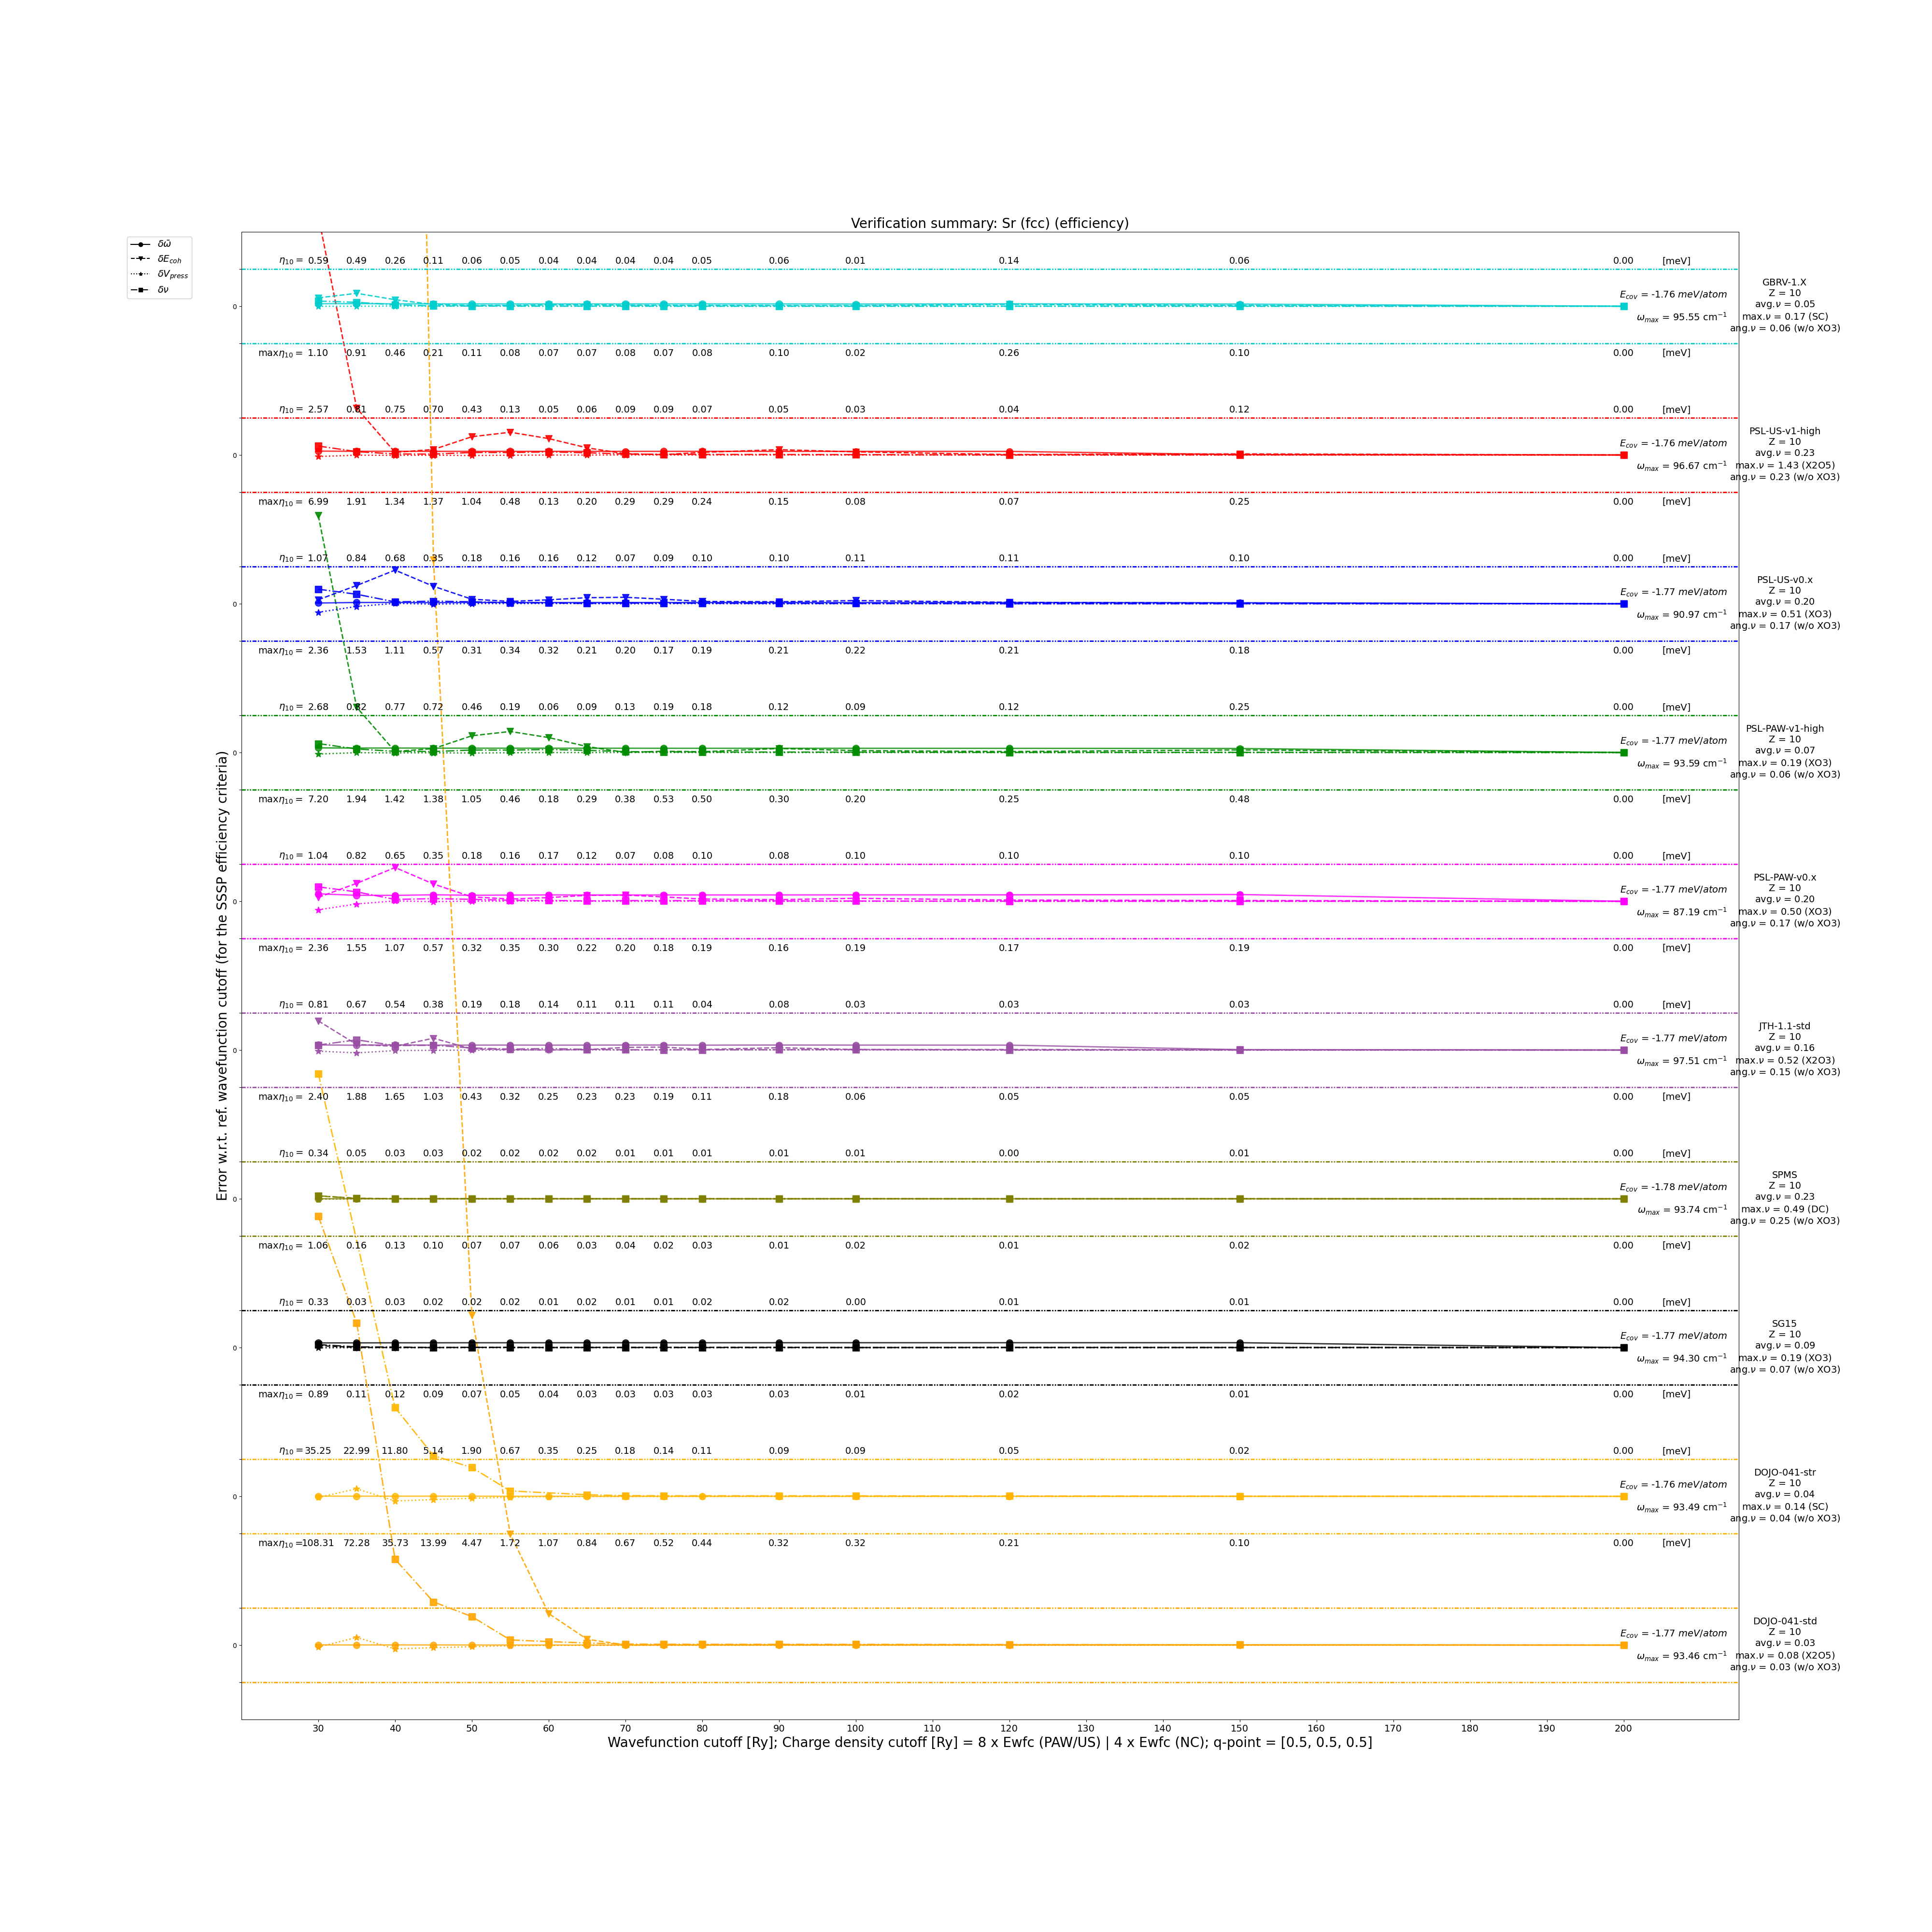 Verification summary: Sr (fcc) (efficiency)
δω̄
δE_coh
δV_press
δν
η₁₀ = 0.59 0.49 0.26 0.11 0.06 0.05 0.04 0.04 0.04 0.04 0.05 0.06 0.01 0.14 0.06 0.00 [meV]
0
E_cov = -1.76 meV/atom
ω_max = 95.55 cm⁻¹
GBRV-1.X
Z = 10
avg.ν = 0.05
max.ν = 0.17 (SC)
ang.ν = 0.06 (w/o XO3)
maxη₁₀ = 1.10 0.91 0.46 0.21 0.11 0.08 0.07 0.07 0.08 0.07 0.08 0.10 0.02 0.26 0.10 0.00 [meV]
η₁₀ = 2.57 0.81 0.75 0.70 0.43 0.13 0.05 0.06 0.09 0.09 0.07 0.05 0.03 0.04 0.12 0.00 [meV]
0
E_cov = -1.76 meV/atom
ω_max = 96.67 cm⁻¹
PSL-US-v1-high
Z = 10
avg.ν = 0.23
max.ν = 1.43 (X2O5)
ang.ν = 0.23 (w/o XO3)
maxη₁₀ = 6.99 1.91 1.34 1.37 1.04 0.48 0.13 0.20 0.29 0.29 0.24 0.15 0.08 0.07 0.25 0.00 [meV]
η₁₀ = 1.07 0.84 0.68 0.35 0.18 0.16 0.16 0.12 0.07 0.09 0.10 0.10 0.11 0.11 0.10 0.00 [meV]
0
E_cov = -1.77 meV/atom
ω_max = 90.97 cm⁻¹
PSL-US-v0.x
Z = 10
avg.ν = 0.20
max.ν = 0.51 (XO3)
ang.ν = 0.17 (w/o XO3)
maxη₁₀ = 2.36 1.53 1.11 0.57 0.31 0.34 0.32 0.21 0.20 0.17 0.19 0.21 0.22 0.21 0.18 0.00 [meV]
η₁₀ = 2.68 0.77 0.72 0.46 0.19 0.06 0.09 0.13 0.19 0.18 0.12 0.09 0.12 0.25 0.00 [meV]
0
E_cov = -1.77 meV/atom
ω_max = 93.59 cm⁻¹
PSL-PAW-v1-high
Z = 10
avg.ν = 0.07
max.ν = 0.19 (XO3)
ang.ν = 0.06 (w/o XO3)
maxη₁₀ = 7.20 1.94 1.42 1.38 1.05 0.46 0.18 0.29 0.38 0.53 0.50 0.30 0.20 0.25 0.48 0.00 [meV]
η₁₀ = 1.04 0.82 0.65 0.35 0.18 0.16 0.17 0.12 0.07 0.08 0.10 0.08 0.10 0.10 0.10 0.00 [meV]
0
E_cov = -1.77 meV/atom
ω_max = 87.19 cm⁻¹
PSL-PAW-v0.x
Z = 10
avg.ν = 0.20
max.ν = 0.50 (XO3)
ang.ν = 0.17 (w/o XO3)
maxη₁₀ = 2.36 1.55 1.07 0.57 0.32 0.35 0.30 0.22 0.20 0.18 0.19 0.16 0.19 0.17 0.19 0.00 [meV]
η₁₀ = 0.81 0.67 0.54 0.38 0.19 0.18 0.14 0.11 0.11 0.11 0.04 0.08 0.03 0.03 0.03 0.00 [meV]
0
E_cov = -1.77 meV/atom
ω_max = 97.51 cm⁻¹
JTH-1.1-std
Z = 10
avg.ν = 0.16
max.ν = 0.52 (X2O3)
ang.ν = 0.15 (w/o XO3)
maxη₁₀ = 2.40 1.88 1.65 1.03 0.43 0.32 0.25 0.23 0.23 0.19 0.11 0.18 0.06 0.05 0.05 0.00 [meV]
η₁₀ = 0.34 0.05 0.03 0.03 0.02 0.02 0.02 0.02 0.01 0.01 0.01 0.01 0.01 0.00 0.01 0.00 [meV]
0
E_cov = -1.78 meV/atom
ω_max = 93.74 cm⁻¹
SPMS
Z = 10
avg.ν = 0.23
max.ν = 0.49 (DC)
ang.ν = 0.25 (w/o XO3)
maxη₁₀ = 1.06 0.16 0.13 0.10 0.07 0.07 0.06 0.03 0.04 0.02 0.03 0.01 0.02 0.01 0.02 0.00 [meV]
η₁₀ = 0.33 0.03 0.03 0.02 0.02 0.02 0.01 0.02 0.01 0.01 0.02 0.02 0.00 0.01 0.01 0.00 [meV]
0
E_cov = -1.77 meV/atom
ω_max = 94.30 cm⁻¹
SG15
Z = 10
avg.ν = 0.09
max.ν = 0.19 (XO3)
ang.ν = 0.07 (w/o XO3)
maxη₁₀ = 0.89 0.11 0.12 0.09 0.07 0.05 0.04 0.03 0.03 0.03 0.03 0.03 0.01 0.02 0.01 0.00 [meV]
η₁₀ = 35.25 22.99 11.80 5.14 1.90 0.67 0.35 0.25 0.18 0.14 0.11 0.09 0.09 0.05 0.02 0.00 [meV]
0
E_cov = -1.76 meV/atom
ω_max = 93.49 cm⁻¹
DOJO-041-str
Z = 10
avg.ν = 0.04
max.ν = 0.14 (SC)
ang.ν = 0.04 (w/o XO3)
maxη₁₀ = 108.31 72.28 35.73 13.99 4.47 1.72 1.07 0.84 0.67 0.52 0.44 0.32 0.32 0.21 0.10 0.00 [meV]
0
E_cov = -1.77 meV/atom
ω_max = 93.46 cm⁻¹
DOJO-041-std
Z = 10
avg.ν = 0.03
max.ν = 0.08 (X2O5)
ang.ν = 0.03 (w/o XO3)
Error w.r.t. ref. wavefunction cutoff (for the SSSP efficiency criteria)
30 40 50 60 70 80 90 100 110 120 130 140 150 160 170 180 190 200
Wavefunction cutoff [Ry]; Charge density cutoff [Ry] = 8 x Ewfc (PAW/US) | 4 x Ewfc (NC); q-point = [0.5, 0.5, 0.5]